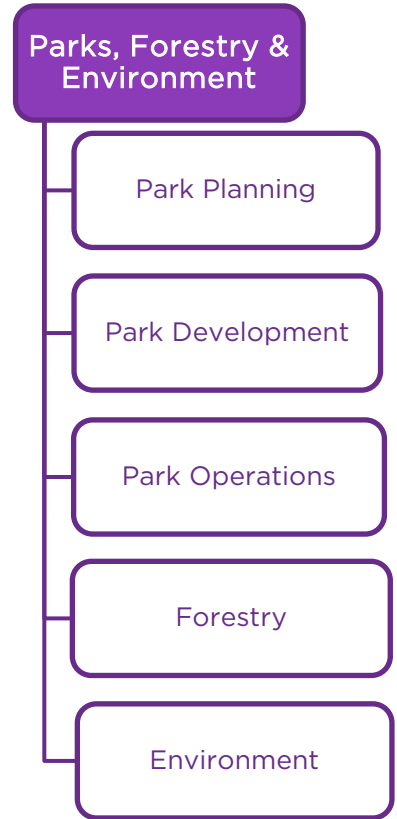 Parks, Forestry &
Environment
Park Planning
Park Development
Park Operations
Forestry
Environment